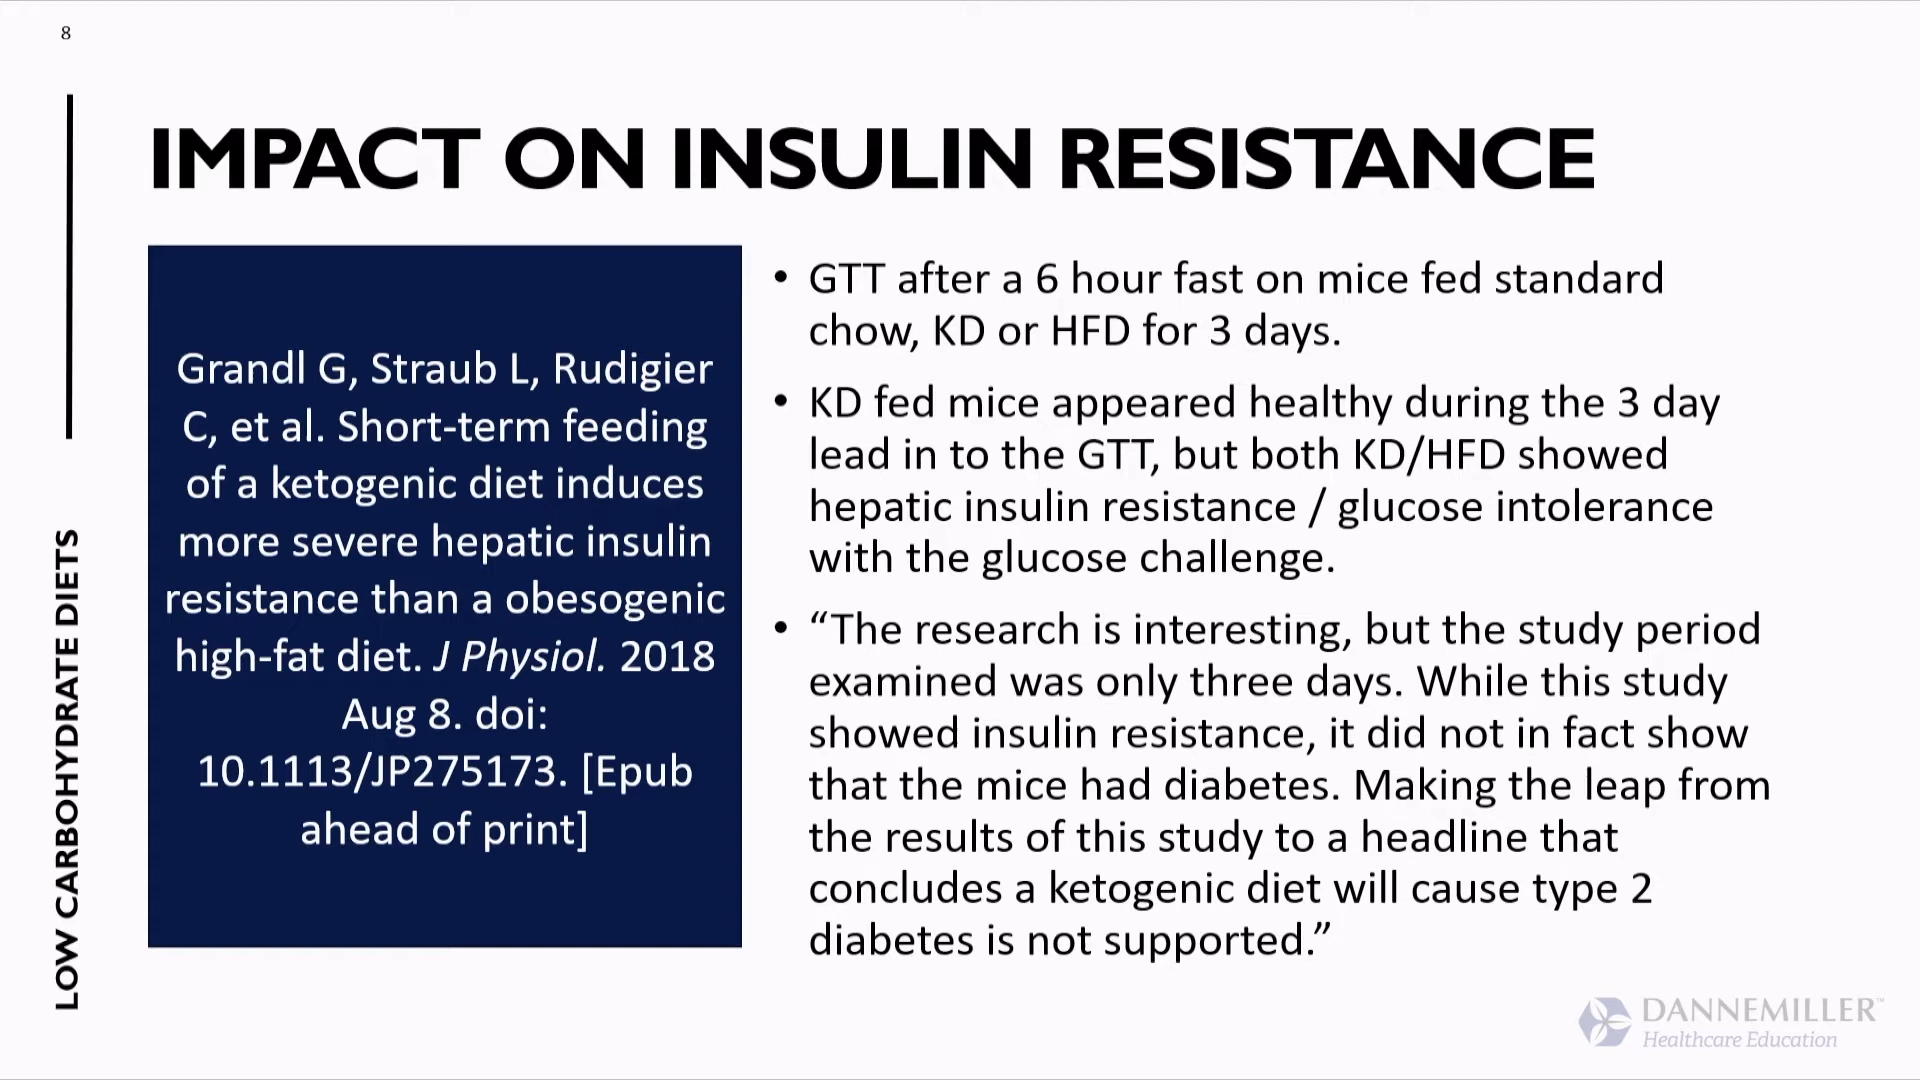 8
IMPACT ON INSULIN RESISTANCE
LOW CARBOHYDRATE DIETS
Grandl G, Straub L, Rudigier
C, et al. Short-term feeding
of a ketogenic diet induces
more severe hepatic insulin
resistance than a obesogenic
high-fat diet. J Physiol. 2018
Aug 8. doi:
10.1113/JP275173. [Epub
ahead of print]
• GTT after a 6 hour fast on mice fed standard
chow, KD or HFD for 3 days.
• KD fed mice appeared healthy during the 3 day
lead in to the GTT, but both KD/HFD showed
hepatic insulin resistance / glucose intolerance
with the glucose challenge.
• “The research is interesting, but the study period
examined was only three days. While this study
showed insulin resistance, it did not in fact show
that the mice had diabetes. Making the leap from
the results of this study to a headline that
concludes a ketogenic diet will cause type 2
diabetes is not supported.”
DANNEMILLER™
Healthcare Education